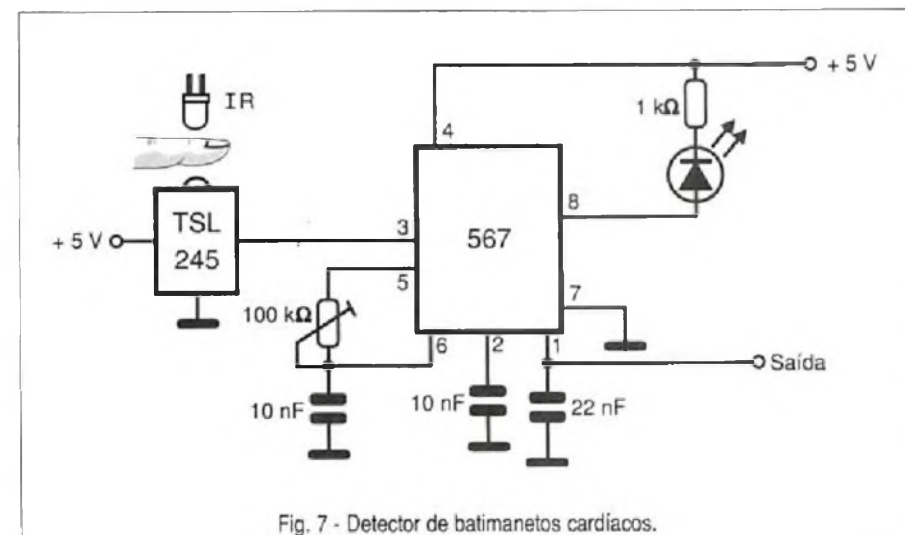 + 5 V
IR
1 kΩ
4
TSL
245
+ 5 V
3
567
8
5
7
100 kΩ
6
2
1
Saída
10 nF
10 nF
22 nF
Fig. 7 - Detector de batimanetos cardíacos.